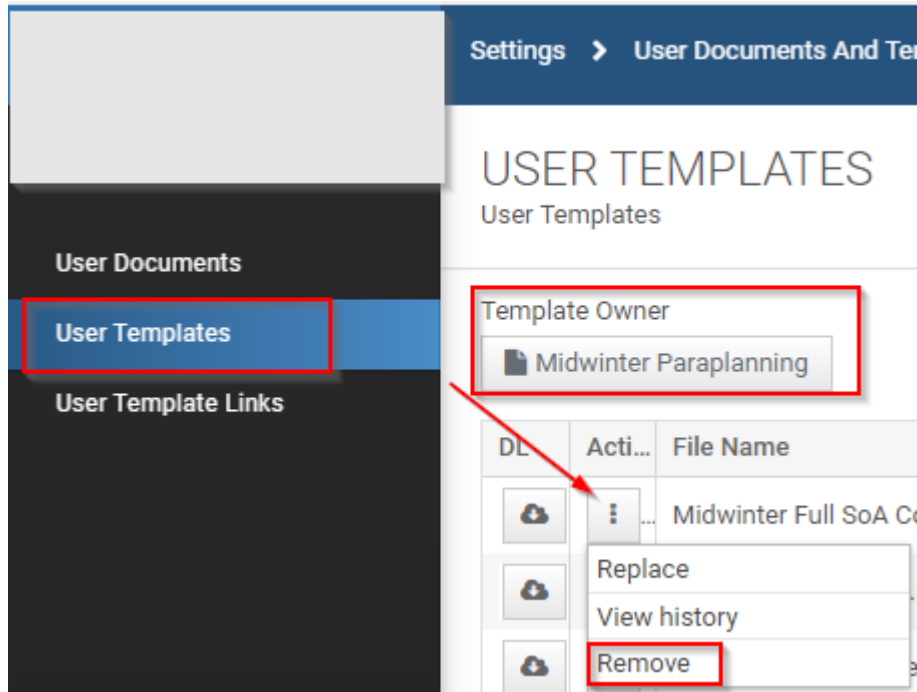 Settings > User Documents And Te
USER TEMPLATES
User Templates
User Documents
User Templates
User Template Links
Template Owner
Midwinter Paraplanning
DL Acti... File Name
... Midwinter Full SoA Co
Replace
View history
Remove